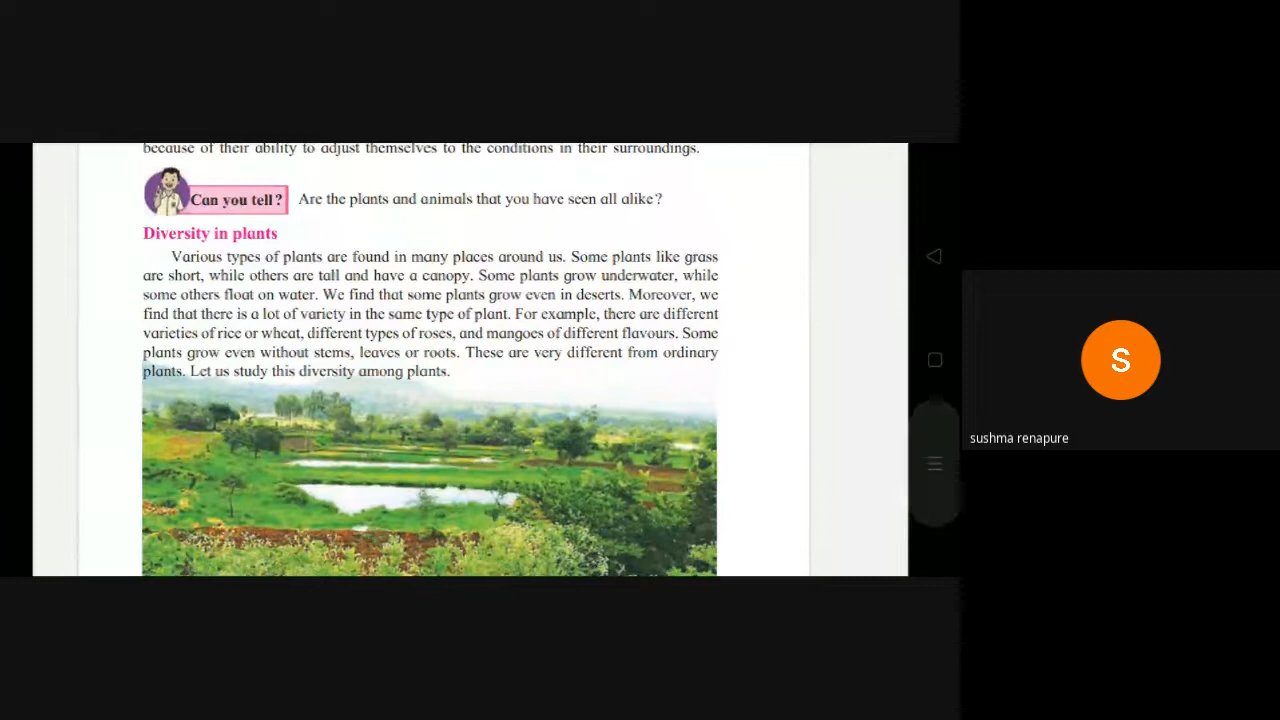 because of their ability to adjust themselves to the conditions in their surroundings.
Can you tell? Are the plants and animals that you have seen all alike?
Diversity in plants
Various types of plants are found in many places around us. Some plants like grass
are short, while others are tall and have a canopy. Some plants grow underwater, while
some others float on water. We find that some plants grow even in deserts. Moreover, we
find that there is a lot of variety in the same type of plant. For example, there are different
varieties of rice or wheat, different types of roses, and mangoes of different flavours. Some
plants grow even without stems, leaves or roots. These are very different from ordinary
plants. Let us study this diversity among plants.
S
sushma renapure